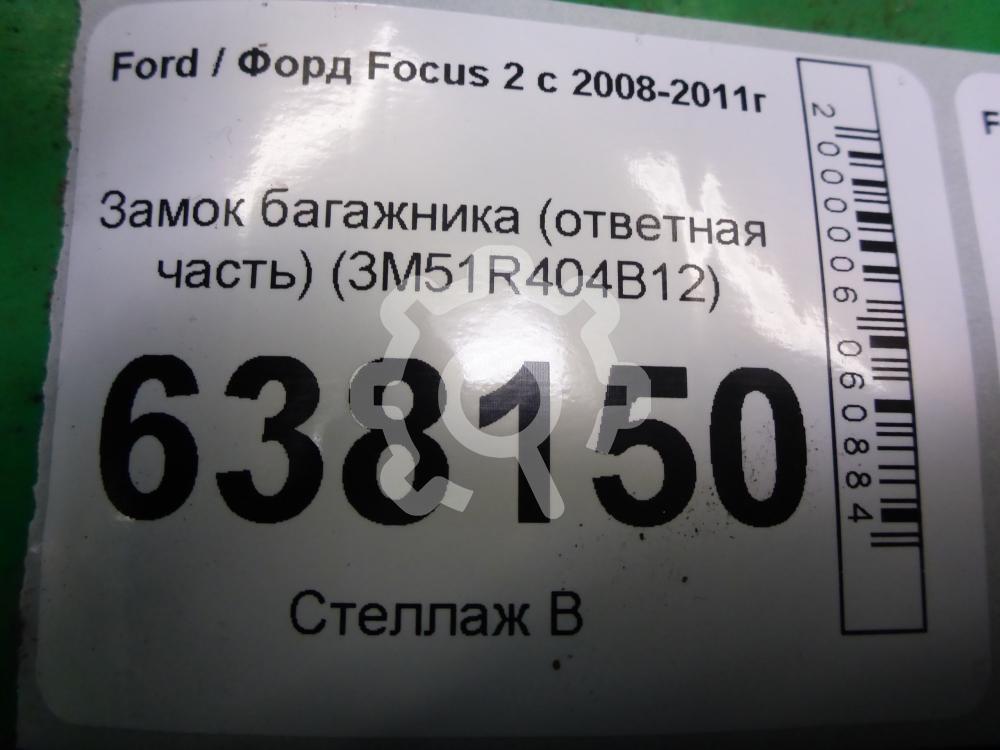 Ford / Форд Focus 2 с 2008-2011г
Замок багажника (ответная
часть) (3M51R404B12)
638150
Стеллаж В
2000006060884
F